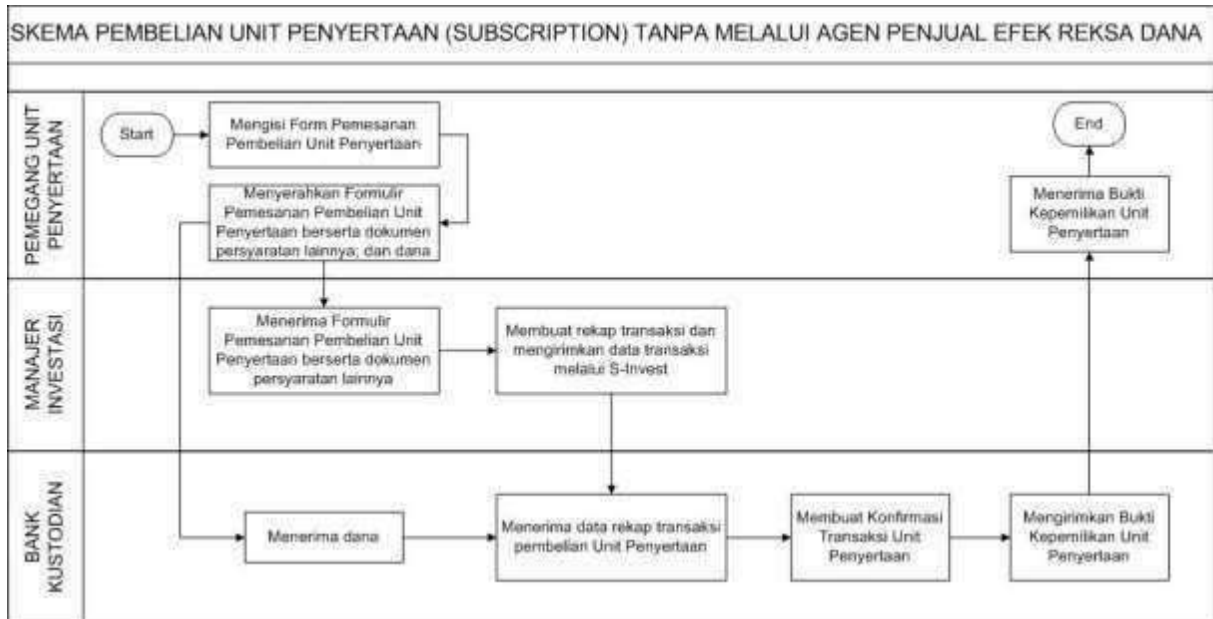 SKEMA PEMBELIAN UNIT PENYERTAAN (SUBSCRIPTION) TANPA MELALUI AGEN PENJUAL EFEK REKSA DANA
PEMEGANG UNIT
PENYERTAAN
Start
Mengisi Form Pemesanan
Pembelian Unit Penyertaan
Menyerahkan Formulir
Pemesanan Pembelian Unit
Penyertaan berserta dokumen
persyaratan lainnya; dan dana
End
Menerima Bukti
Kepemilikan Unit
Penyertaan
MANAJER
INVESTASI
Menerima Formulir
Pemesanan Pembelian Unit
Penyertaan berserta dokumen
persyaratan lainnya
Membuat rekap transaksi dan
mengirimkan data transaksi
melalui S-Invest
BANK
KUSTODIAN
Menerima dana
Menerima data rekap transaksi
pembelian Unit Penyertaan
Membuat Konfirmasi
Transaksi Unit
Penyertaan
Mengirimkan Bukti
Kepemilikan Unit
Penyertaan